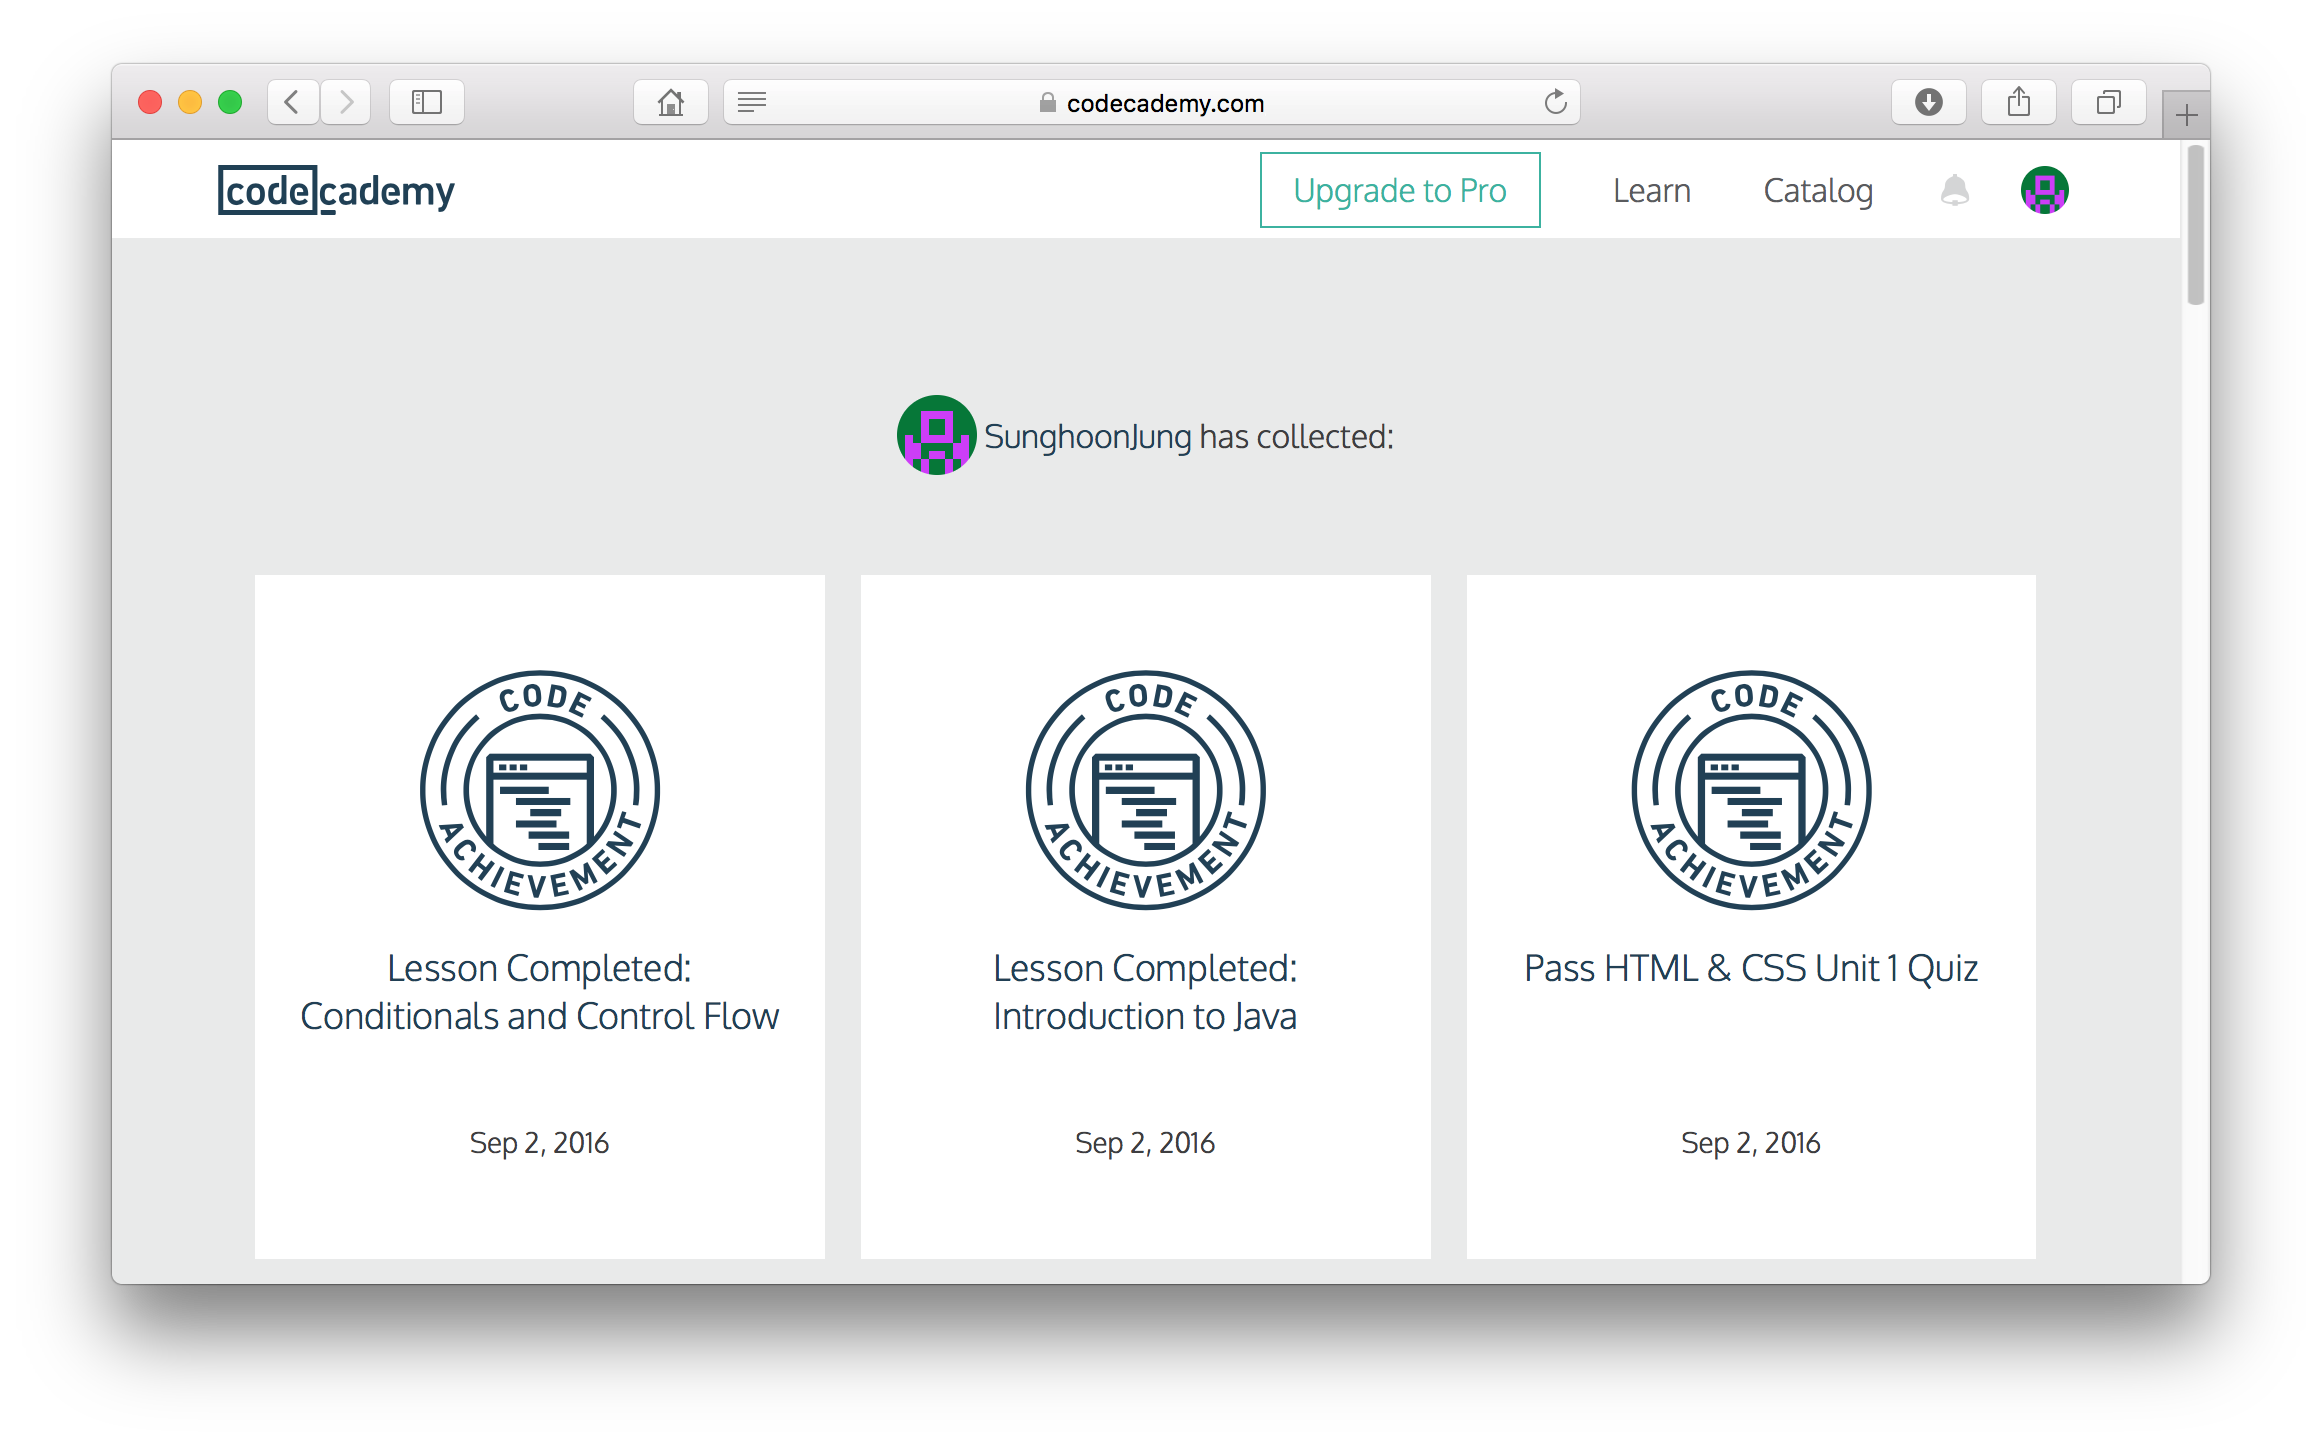 codecademy.com
codecademy
Upgrade to Pro
Learn
Catalog
SunghoonJung has collected:
CODE
ACHIEVEMENT
Lesson Completed:
Conditionals and Control Flow
Sep 2, 2016
CODE
ACHIEVEMENT
Lesson Completed:
Introduction to Java
Sep 2, 2016
CODE
ACHIEVEMENT
Pass HTML & CSS Unit 1 Quiz
Sep 2, 2016